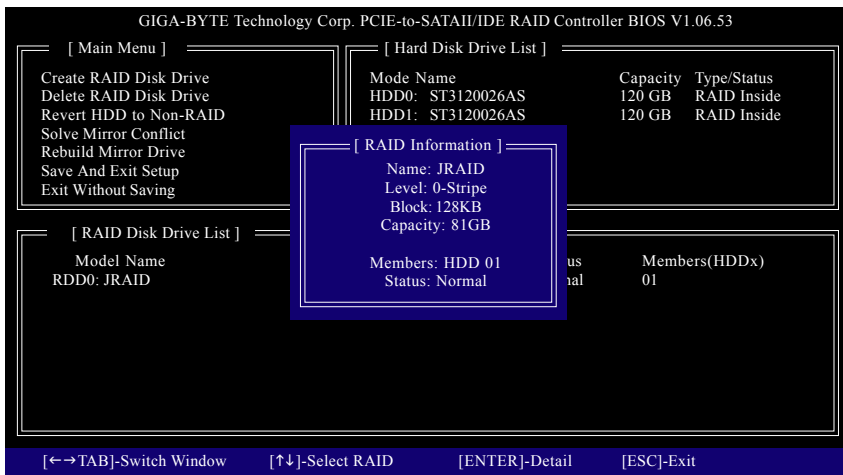 GIGA-BYTE Technology Corp. PCIE-to-SATAII/IDE RAID Controller BIOS V1.06.53
[ Main Menu ]
Create RAID Disk Drive
Delete RAID Disk Drive
Revert HDD to Non-RAID
Solve Mirror Conflict
Rebuild Mirror Drive
Save And Exit Setup
Exit Without Saving
[ Hard Disk Drive List ]
Mode Name Capacity Type/Status
HDD0: ST3120026AS 120 GB RAID Inside
HDD1: ST3120026AS 120 GB RAID Inside
[ RAID Information ]
Name: JRAID
Level: 0-Stripe
Block: 128KB
Capacity: 81GB
Members: HDD 01
Status: Normal
[ RAID Disk Drive List ]
Model Name us Members(HDDx)
RDD0: JRAID nal 01
[←→TAB]-Switch Window [↑↓]-Select RAID [ENTER]-Detail [ESC]-Exit